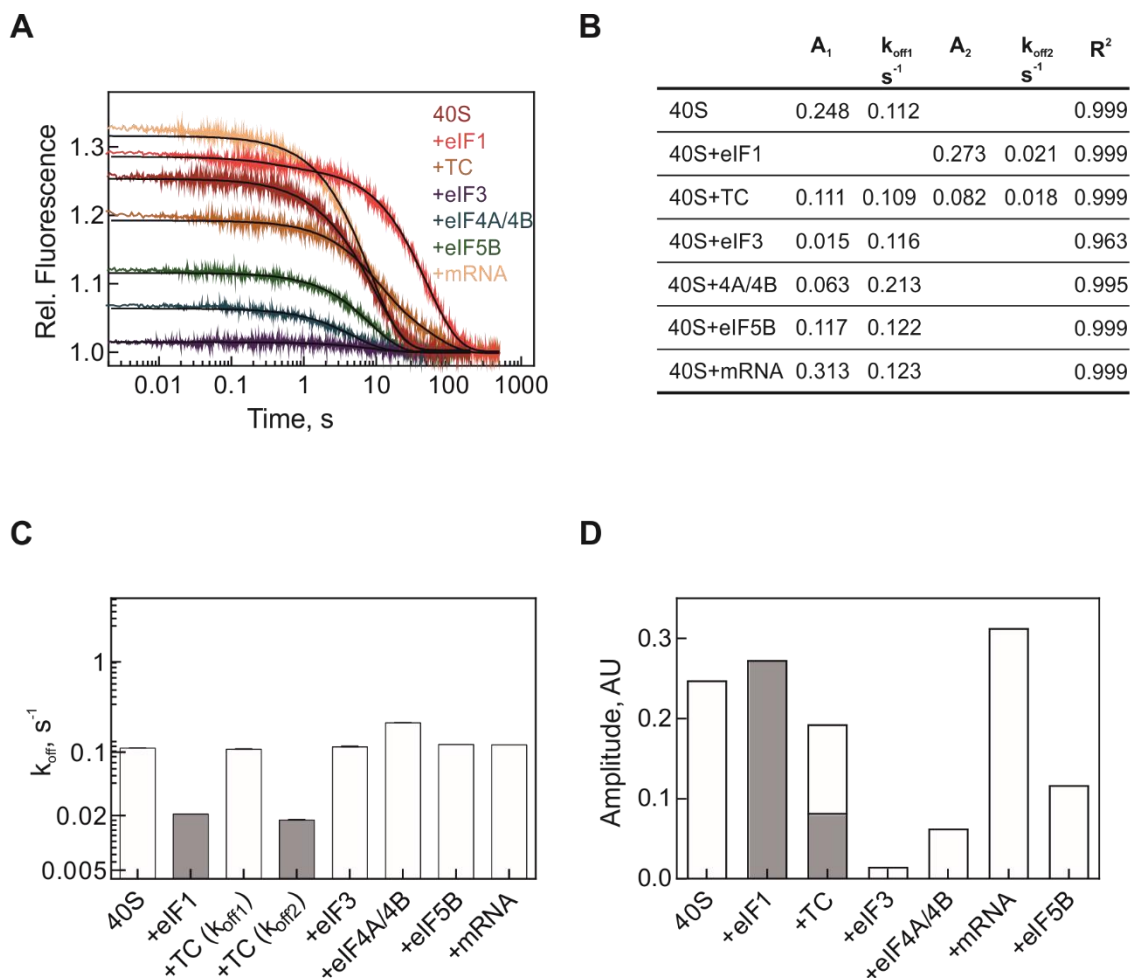 A
Rel. Fluorescence
1.3
1.2
1.1
1.0
0.01
0.1
1
10
100
1000
Time, s
40S
+eIF1
+TC
+eIF3
+eIF4A/4B
+eIF5B
+mRNA
B
A₁ k_off1 s⁻¹ A₂ k_off2 s⁻¹ R²
40S 0.248 0.112 0.999
40S+eIF1 0.273 0.021 0.999
40S+TC 0.111 0.109 0.082 0.018 0.999
40S+eIF3 0.015 0.116 0.963
40S+4A/4B 0.063 0.213 0.995
40S+eIF5B 0.117 0.122 0.999
40S+mRNA 0.313 0.123 0.999
C
k_off, s⁻¹
1
0.1
0.02
0.005
40S
+eIF1
+TC (k_off1)
+TC (k_off2)
+eIF3
+eIF4A/4B
+eIF5B
+mRNA
D
Amplitude, AU
0.3
0.2
0.1
0.0
40S
+eIF1
+TC
+eIF3
+eIF4A/4B
+mRNA
+eIF5B